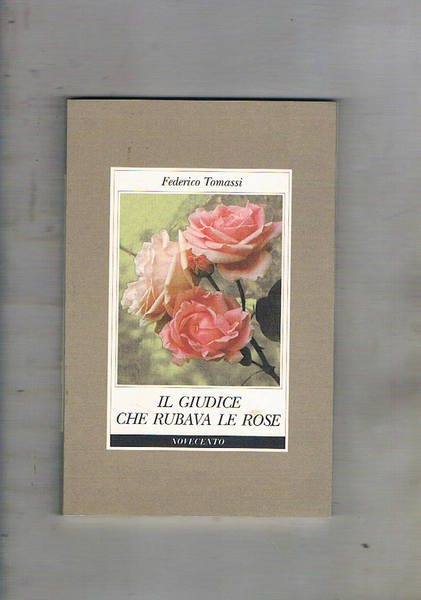 Federico Tomassi
IL GIUDICE
CHE RUBAVA LE ROSE
NOVECENTO